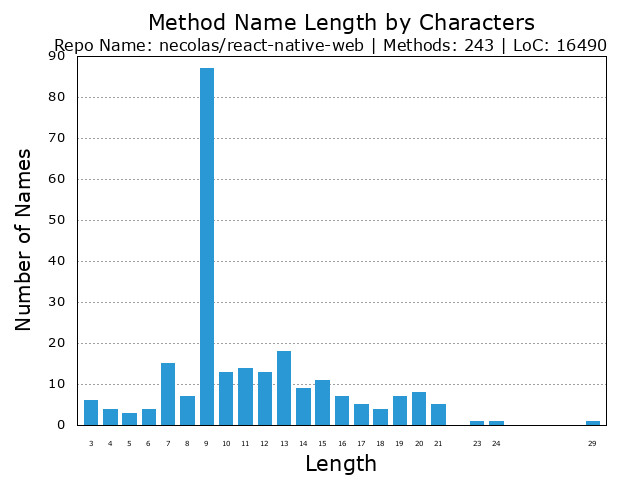 Method Name Length by Characters
Repo Name: necolas/react-native-web | Methods: 243 | LoC: 16490
90
80
70
60
50
40
30
20
10
0
Number of Names
3 4 5 6 7 8 9 10 11 12 13 14 15 16 17 18 19 20 21 23 24 29
Length